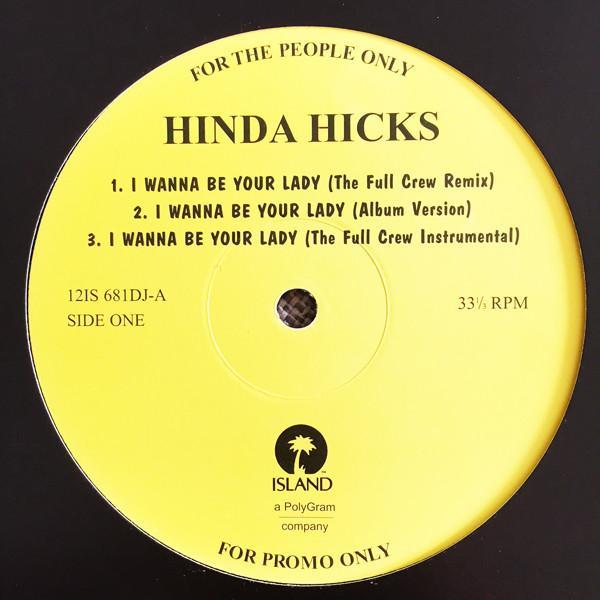 FOR THE PEOPLE ONLY
HINDA HICKS
1. I WANNA BE YOUR LADY (The Full Crew Remix)
2. I WANNA BE YOUR LADY (Album Version)
3. I WANNA BE YOUR LADY (The Full Crew Instrumental)
12IS 681DJ-A
SIDE ONE
33⅓ RPM
ISLAND
™
a PolyGram
company
FOR PROMO ONLY